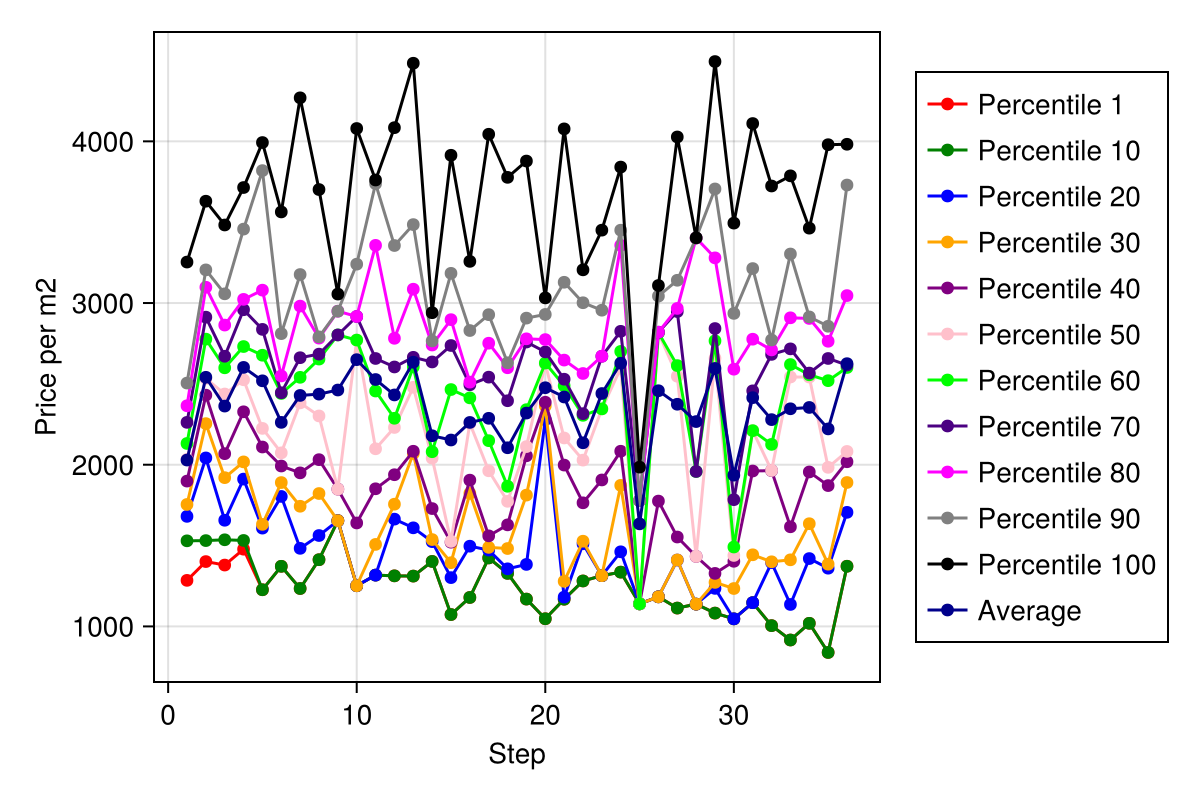 Price per m2
4000
3000
2000
1000
0
10
20
30
Step
Percentile 1
Percentile 10
Percentile 20
Percentile 30
Percentile 40
Percentile 50
Percentile 60
Percentile 70
Percentile 80
Percentile 90
Percentile 100
Average